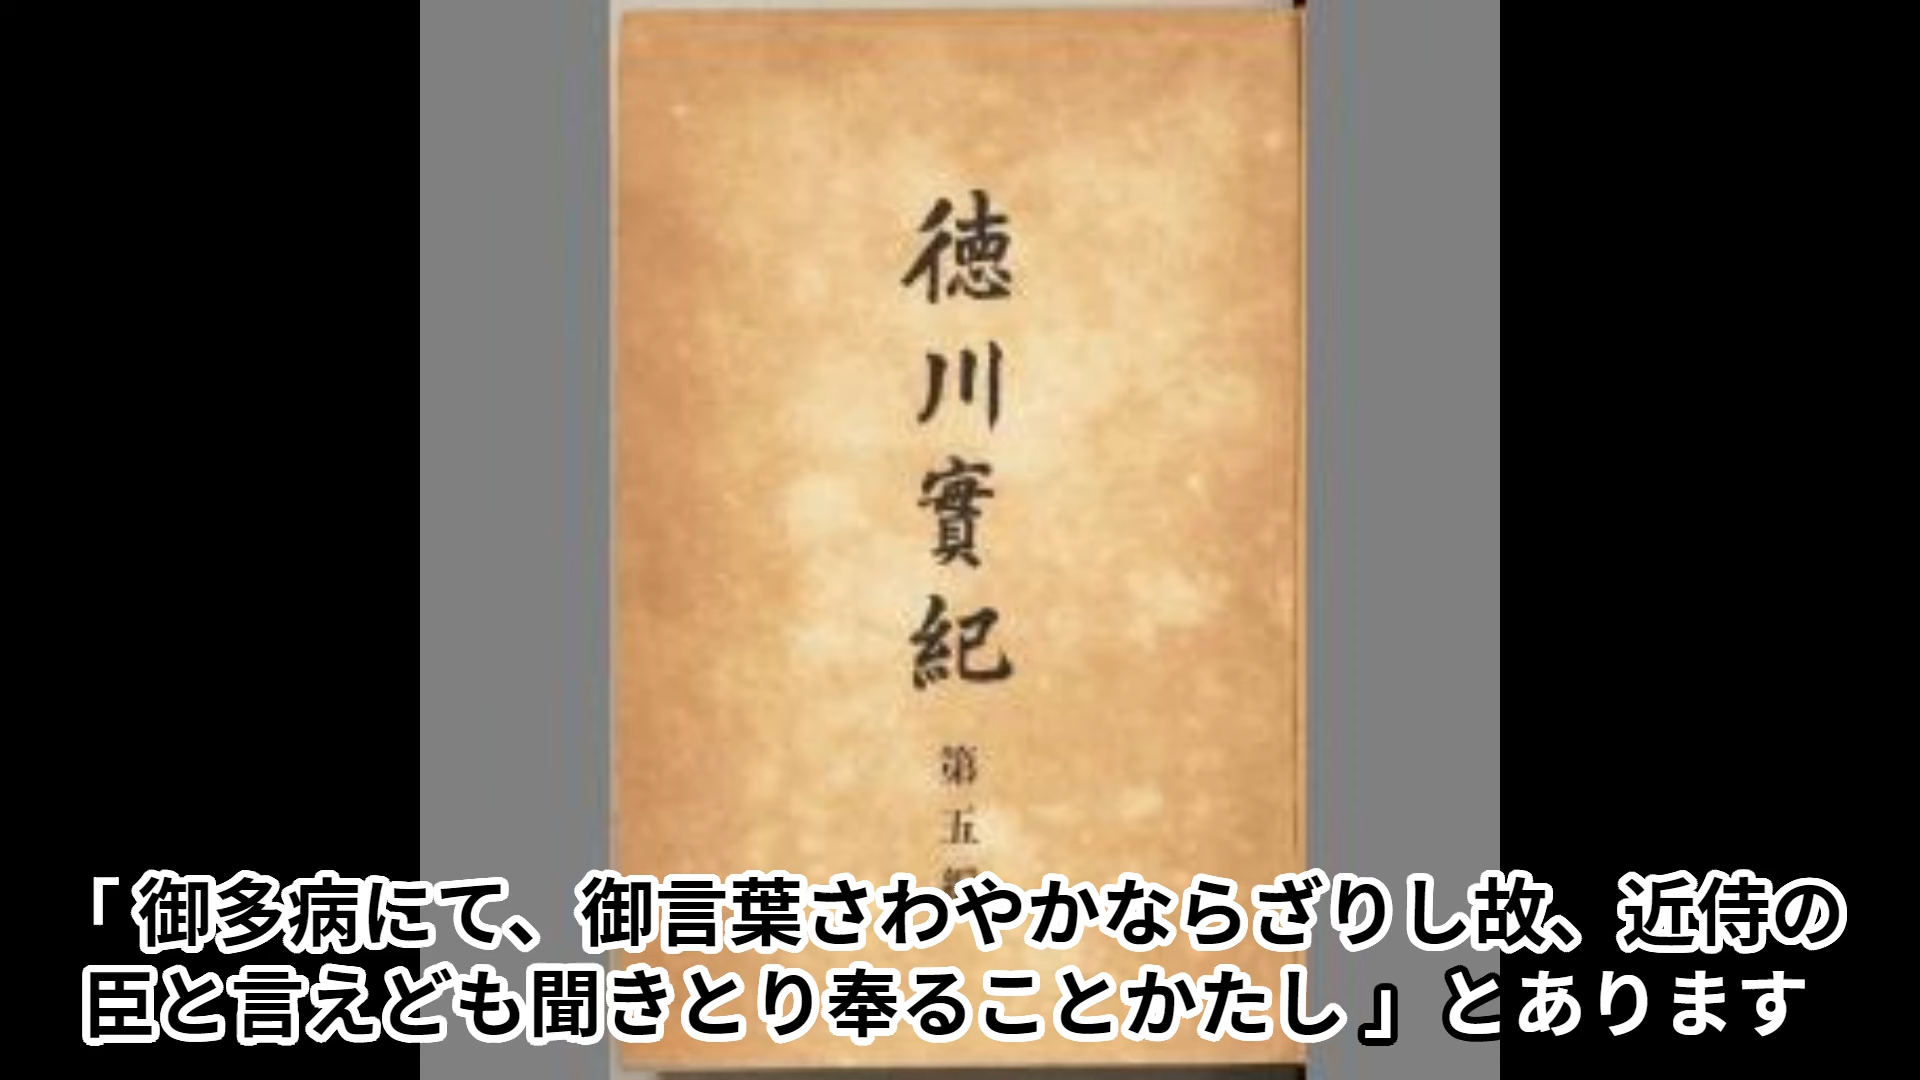 徳川實紀
第五
「御多病にて、御言葉さわやかならざりし故、近侍の
臣と言えども聞きとり奉ることかたし」とあります